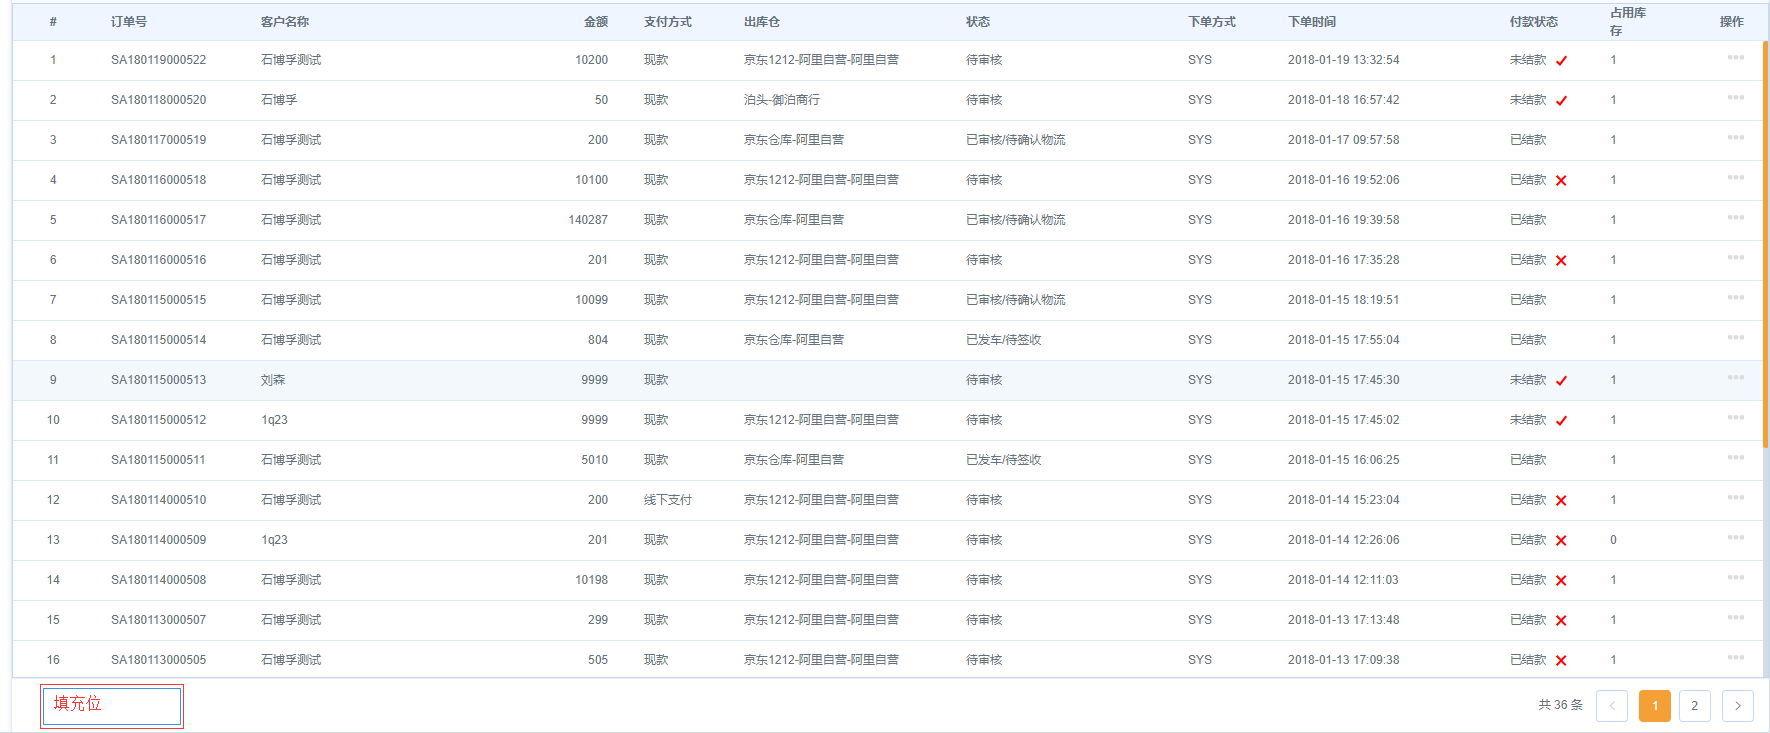 # 订单号 客户名称 金额 支付方式 出库仓 状态 下单方式 下单时间 付款状态 占用库存 操作
1 SA180119000522 石博孚测试 10200 现款 京东1212-阿里自营-阿里自营 待审核 SYS 2018-01-19 13:32:54 未结款 1
2 SA180118000520 石博孚 50 现款 泊头-御泊商行 待审核 SYS 2018-01-18 16:57:42 未结款 1
3 SA180117000519 石博孚测试 200 现款 京东仓库-阿里自营 已审核/待确认物流 SYS 2018-01-17 09:57:58 已结款 1
4 SA180116000518 石博孚测试 10100 现款 京东1212-阿里自营-阿里自营 待审核 SYS 2018-01-16 19:52:06 已结款 1
5 SA180116000517 石博孚测试 140287 现款 京东仓库-阿里自营 已审核/待确认物流 SYS 2018-01-16 19:39:58 已结款 1
6 SA180116000516 石博孚测试 201 现款 京东1212-阿里自营-阿里自营 待审核 SYS 2018-01-16 17:35:28 已结款 1
7 SA180115000515 石博孚测试 10099 现款 京东1212-阿里自营-阿里自营 已审核/待确认物流 SYS 2018-01-15 18:19:51 已结款 1
8 SA180115000514 石博孚测试 804 现款 京东仓库-阿里自营 已发车/待签收 SYS 2018-01-15 17:55:04 已结款 1
9 SA180115000513 刘森 9999 现款 待审核 SYS 2018-01-15 17:45:30 未结款 1
10 SA180115000512 1q23 9999 现款 京东1212-阿里自营-阿里自营 待审核 SYS 2018-01-15 17:45:02 未结款 1
11 SA180115000511 石博孚测试 5010 现款 京东仓库-阿里自营 已发车/待签收 SYS 2018-01-15 16:06:25 已结款 1
12 SA180114000510 石博孚测试 200 线下支付 京东1212-阿里自营-阿里自营 待审核 SYS 2018-01-14 15:23:04 已结款 1
13 SA180114000509 1q23 201 现款 京东1212-阿里自营-阿里自营 待审核 SYS 2018-01-14 12:26:06 已结款 0
14 SA180114000508 石博孚测试 10198 现款 京东1212-阿里自营-阿里自营 待审核 SYS 2018-01-14 12:11:03 已结款 1
15 SA180113000507 石博孚测试 299 现款 京东1212-阿里自营-阿里自营 待审核 SYS 2018-01-13 17:13:48 已结款 1
16 SA180113000505 石博孚测试 505 现款 京东1212-阿里自营-阿里自营 待审核 SYS 2018-01-13 17:09:38 已结款 1
填充位 共 36 条 < 1 2 >